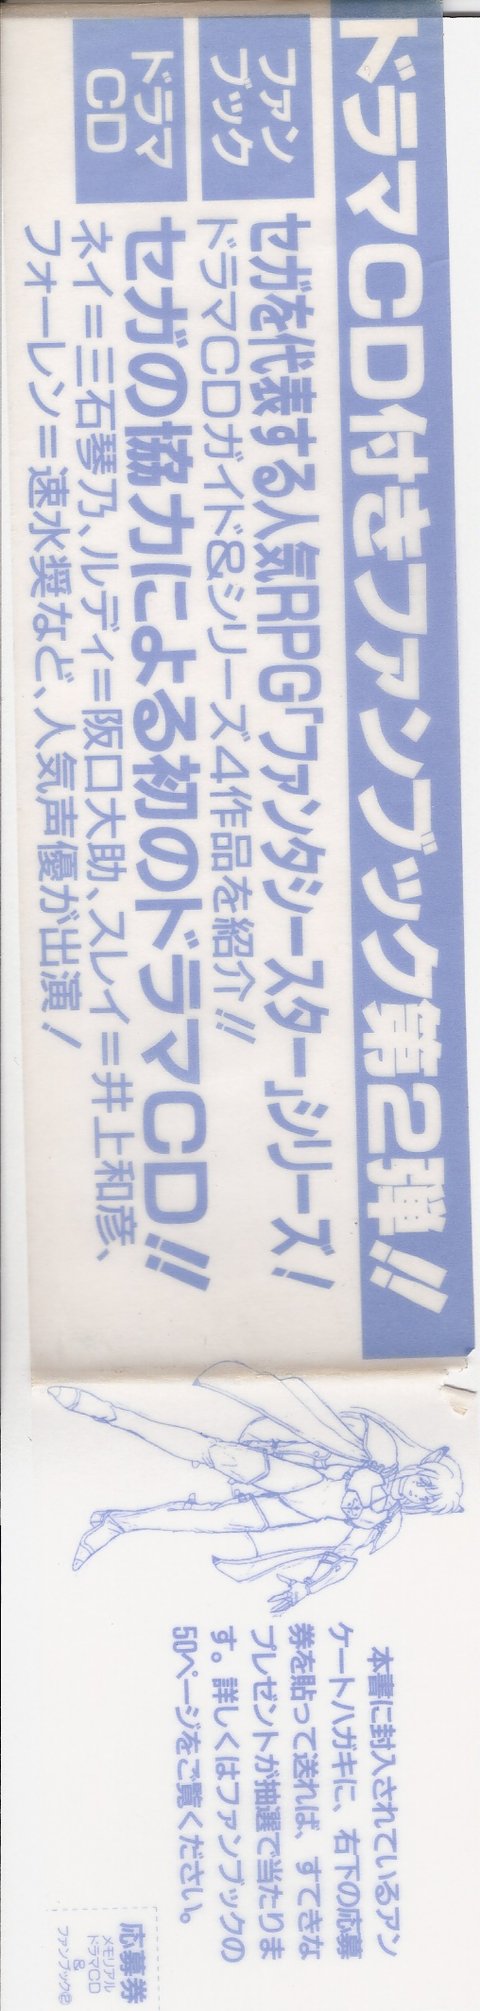 ドラマCD付きファンブック第2弾!!
ファン
ブック
セガを代表する人気RPG「ファンタシースター」シリーズ!
ドラマCDガイド&シリーズ4作品を紹介!!
ドラマ
CD
セガの協力による初のドラマCD!!
ネイ=三石琴乃、ルディ=阪口大助、スレイ=井上和彦、
フォーレン=速水奨など、人気声優が出演!
本書に封入されているアン
ケートハガキに、右下の応募
券を貼って送れば、すてきな
プレゼントが抽選で当たりま
す。詳しくはファンブックの
50ページをご覧ください。
応募券
メモリアル
ドラマCD
&
ファンブック②